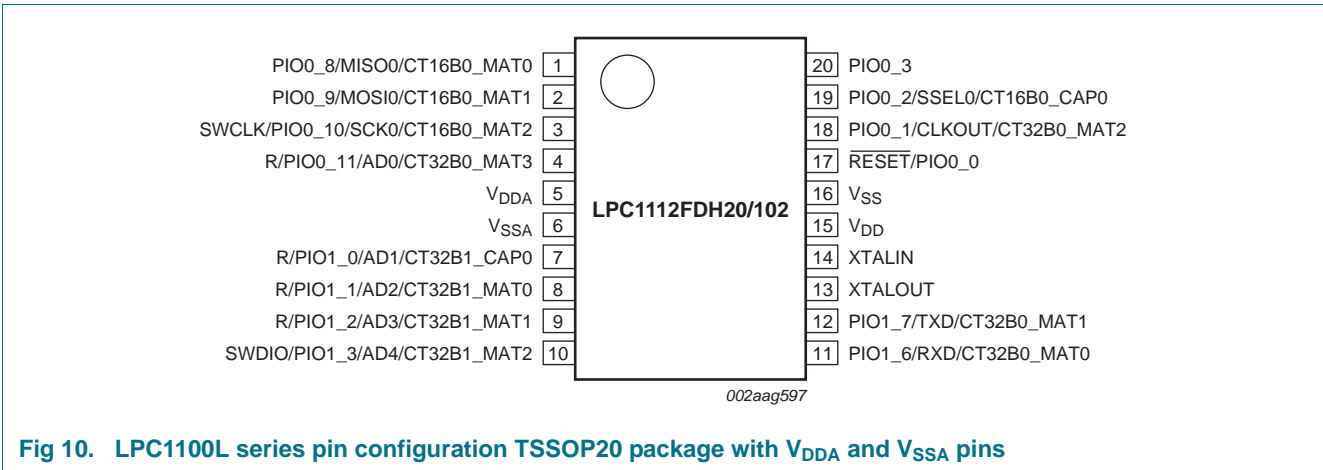 PIO0_8/MISO0/CT16B0_MAT0 1
PIO0_9/MOSI0/CT16B0_MAT1 2
SWCLK/PIO0_10/SCK0/CT16B0_MAT2 3
R/PIO0_11/AD0/CT32B0_MAT3 4
VDDA 5
VSSA 6
R/PIO1_0/AD1/CT32B1_CAP0 7
R/PIO1_1/AD2/CT32B1_MAT0 8
R/PIO1_2/AD3/CT32B1_MAT1 9
SWDIO/PIO1_3/AD4/CT32B1_MAT2 10
LPC1112FDH20/102
20 PIO0_3
19 PIO0_2/SSEL0/CT16B0_CAP0
18 PIO0_1/CLKOUT/CT32B0_MAT2
17 RESET/PIO0_0
16 VSS
15 VDD
14 XTALIN
13 XTALOUT
12 PIO1_7/TXD/CT32B0_MAT1
11 PIO1_6/RXD/CT32B0_MAT0
002aag597
Fig 10. LPC1100L series pin configuration TSSOP20 package with VDDA and VSSA pins